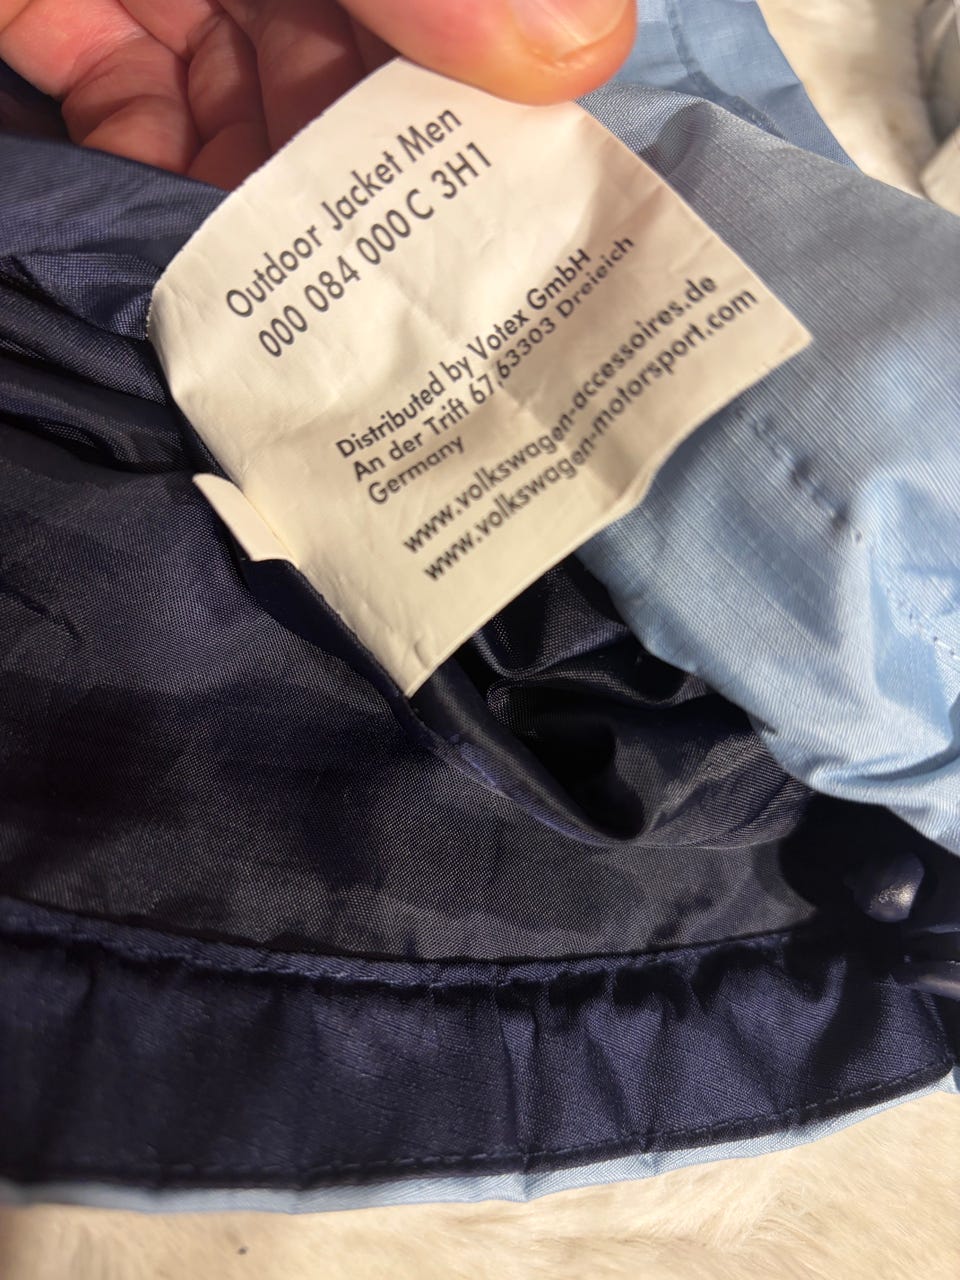 Outdoor Jacket Men
000 084 000 C 3H1
Distributed by Votex GmbH
An der Trift 67,63303 Dreieich
Germany
www.volkswagen-accessoires.de
www.volkswagen-motorsport.com